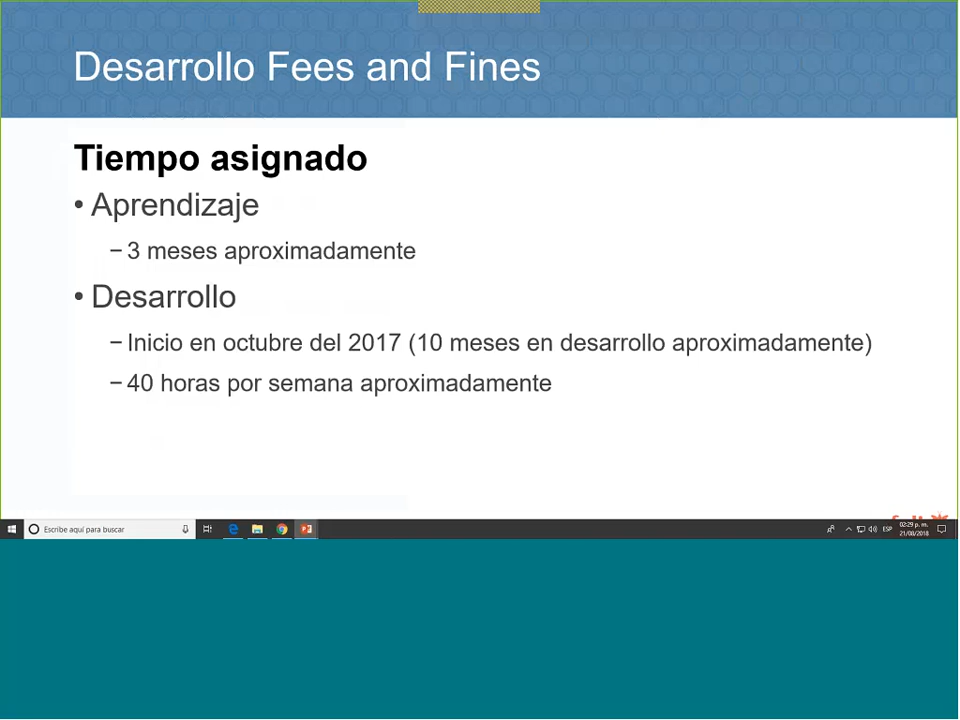 Desarrollo Fees and Fines
Tiempo asignado
• Aprendizaje
– 3 meses aproximadamente
• Desarrollo
– Inicio en octubre del 2017 (10 meses en desarrollo aproximadamente)
– 40 horas por semana aproximadamente
Escribe aquí para buscar
ESP
02:29 p. m.
21/08/2018